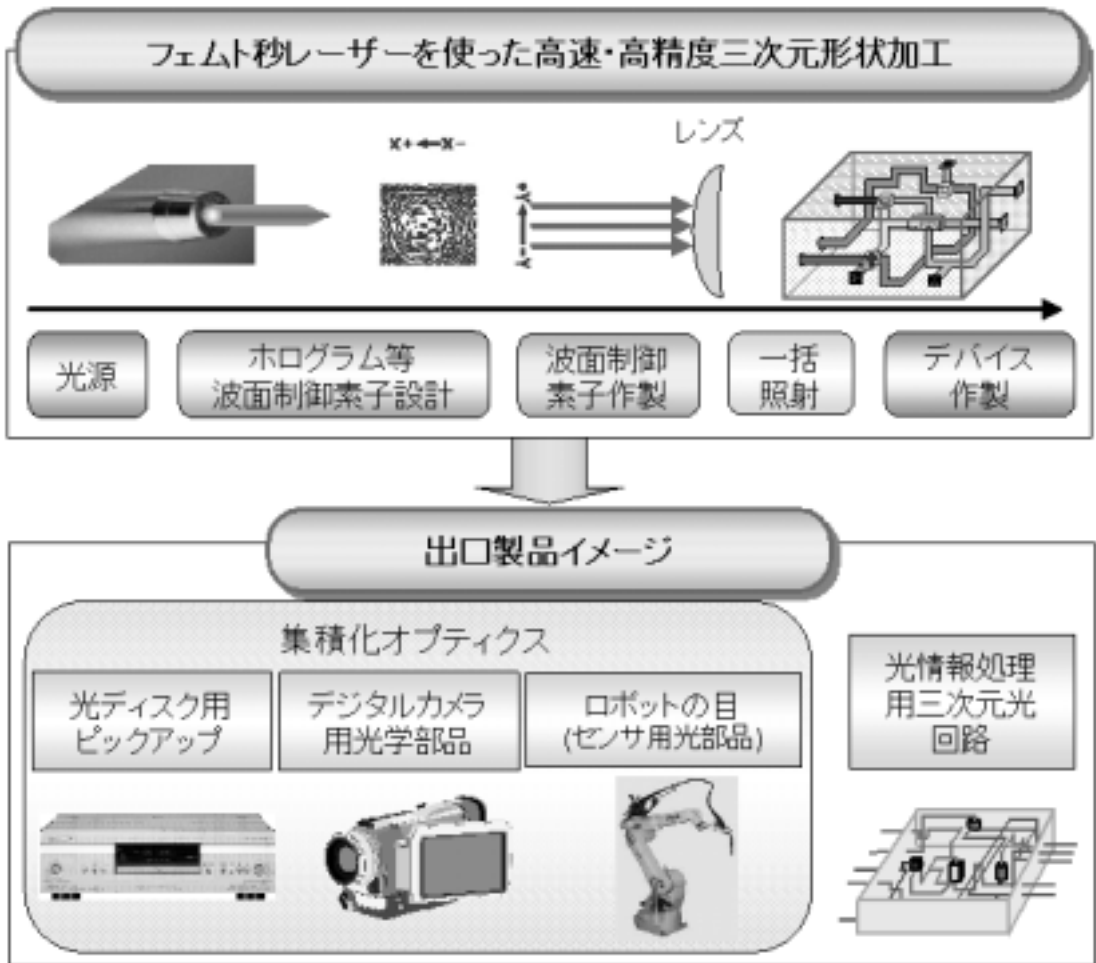 フェムト秒レーザーを使った高速・高精度三次元形状加工
レンズ
X+←X-
+Y←-Y
光源
ホログラム等
波面制御素子設計
波面制御
素子作製
一括
照射
デバイス
作製
出口製品イメージ
集積化オプティクス
光ディスク用
ピックアップ
デジタルカメラ
用光学部品
ロボットの目
(センサ用光部品)
光情報処理
用三次元光
回路